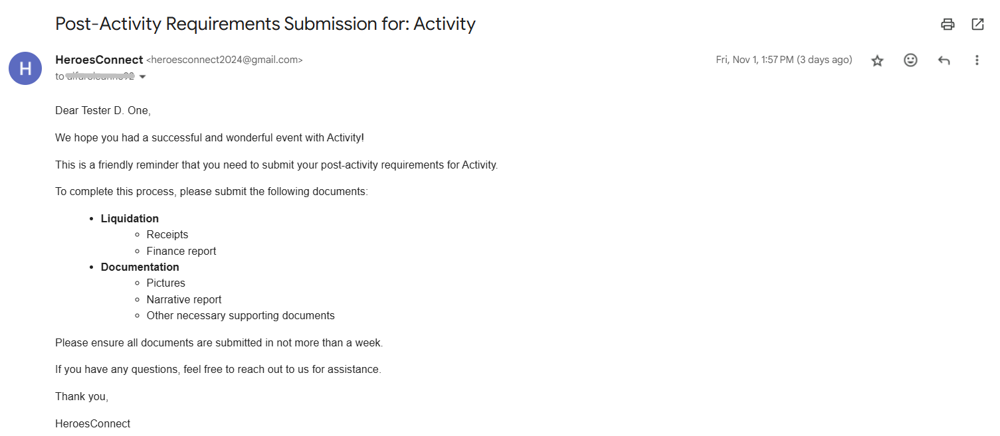 Post-Activity Requirements Submission for: Activity
H
HeroesConnect <heroesconnect2024@gmail.com>
Fri, Nov 1, 1:57 PM (3 days ago)
to
Dear Tester D. One,
We hope you had a successful and wonderful event with Activity!
This is a friendly reminder that you need to submit your post-activity requirements for Activity.
To complete this process, please submit the following documents:
Liquidation
Receipts
Finance report
Documentation
Pictures
Narrative report
Other necessary supporting documents
Please ensure all documents are submitted in not more than a week.
If you have any questions, feel free to reach out to us for assistance.
Thank you,
HeroesConnect